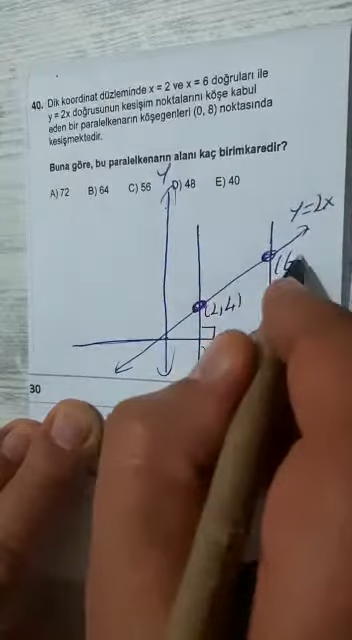 40. Dik koordinat düzleminde x = 2 ve x = 6 doğruları ile
y = 2x doğrusunun kesişim noktalarını köşe kabul
eden bir paralelkenarın köşegenleri (0, 8) noktasında
kesişmektedir.
Buna göre, bu paralelkenarın alanı kaç birimkaredir?
A) 72 B) 64 C) 56 D) 48 E) 40
y
y=2x
(2,4)
30